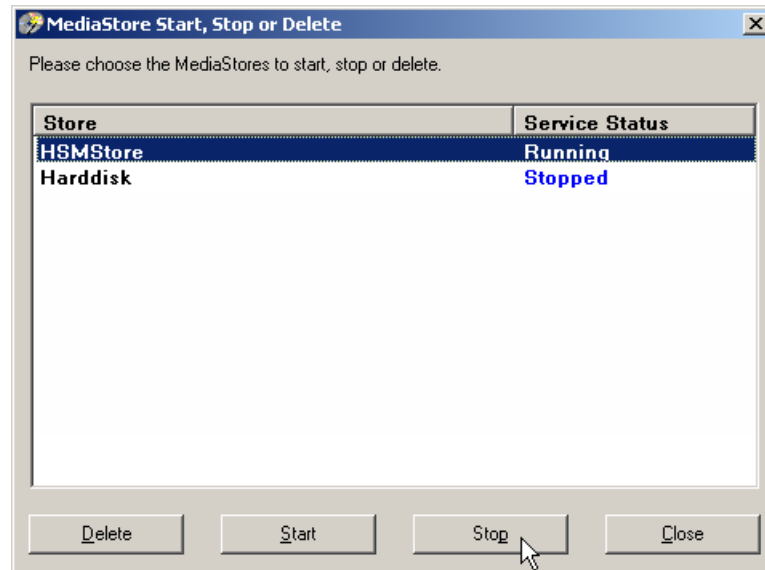 MediaStore Start, Stop or Delete
Please choose the MediaStores to start, stop or delete.
Store Service Status
HSMStore Running
Harddisk Stopped
Delete Start Stop Close